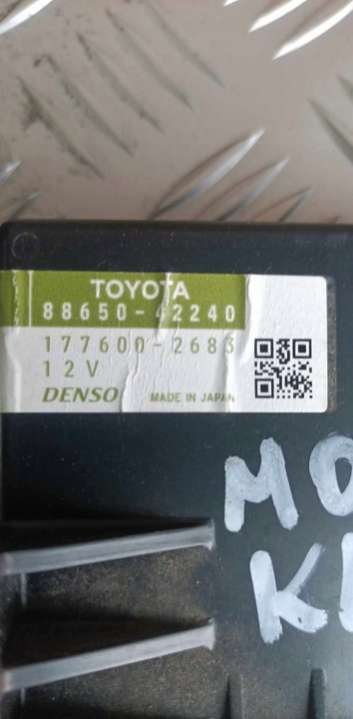 TOYOTA
88650-42240
177600-2683
12V
DENSO MADE IN JAPAN